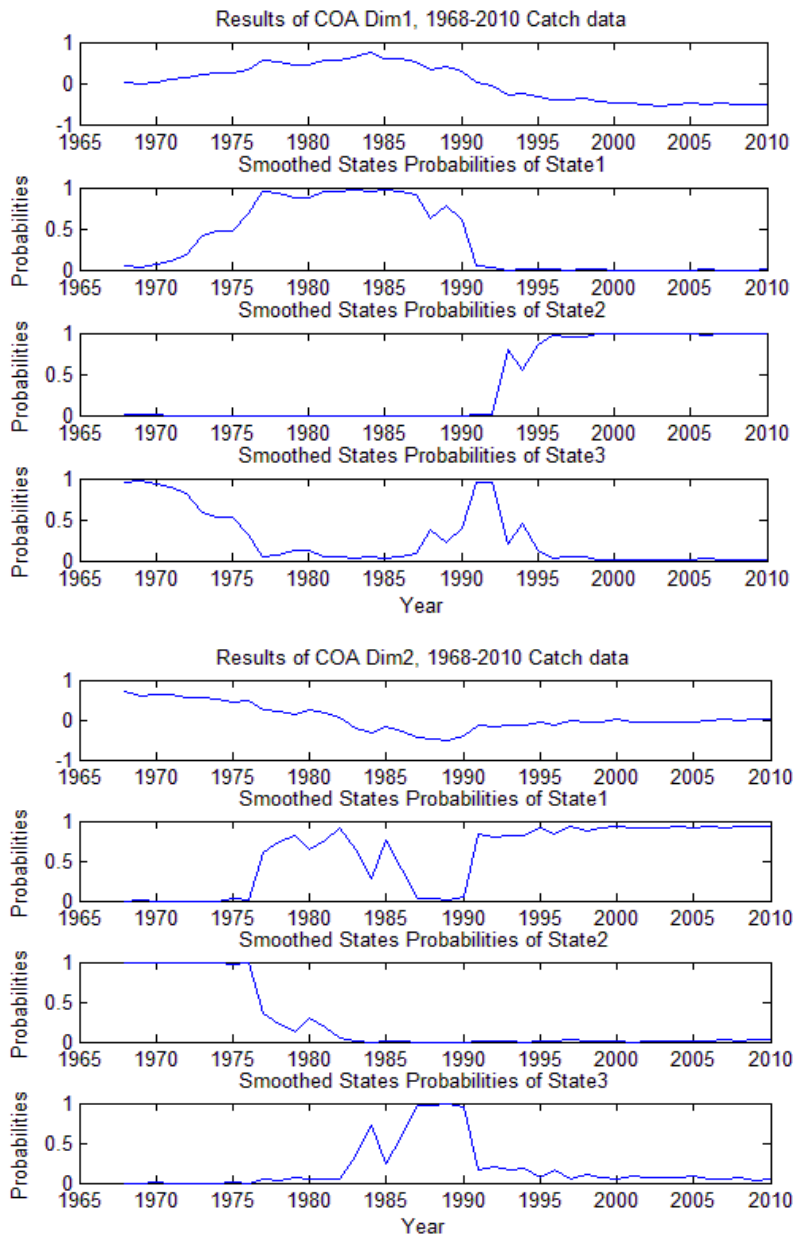 Results of COA Dim1, 1968-2010 Catch data
1
0
-1
1965 1970 1975 1980 1985 1990 1995 2000 2005 2010
Smoothed States Probabilities of State1
Probabilities
1
0.5
0
1965 1970 1975 1980 1985 1990 1995 2000 2005 2010
Smoothed States Probabilities of State2
Probabilities
1
0.5
0
1965 1970 1975 1980 1985 1990 1995 2000 2005 2010
Smoothed States Probabilities of State3
Probabilities
1
0.5
0
1965 1970 1975 1980 1985 1990 1995 2000 2005 2010
Year
Results of COA Dim2, 1968-2010 Catch data
1
0
-1
1965 1970 1975 1980 1985 1990 1995 2000 2005 2010
Smoothed States Probabilities of State1
Probabilities
1
0.5
0
1965 1970 1975 1980 1985 1990 1995 2000 2005 2010
Smoothed States Probabilities of State2
Probabilities
1
0.5
0
1965 1970 1975 1980 1985 1990 1995 2000 2005 2010
Smoothed States Probabilities of State3
Probabilities
1
0.5
0
1965 1970 1975 1980 1985 1990 1995 2000 2005 2010
Year